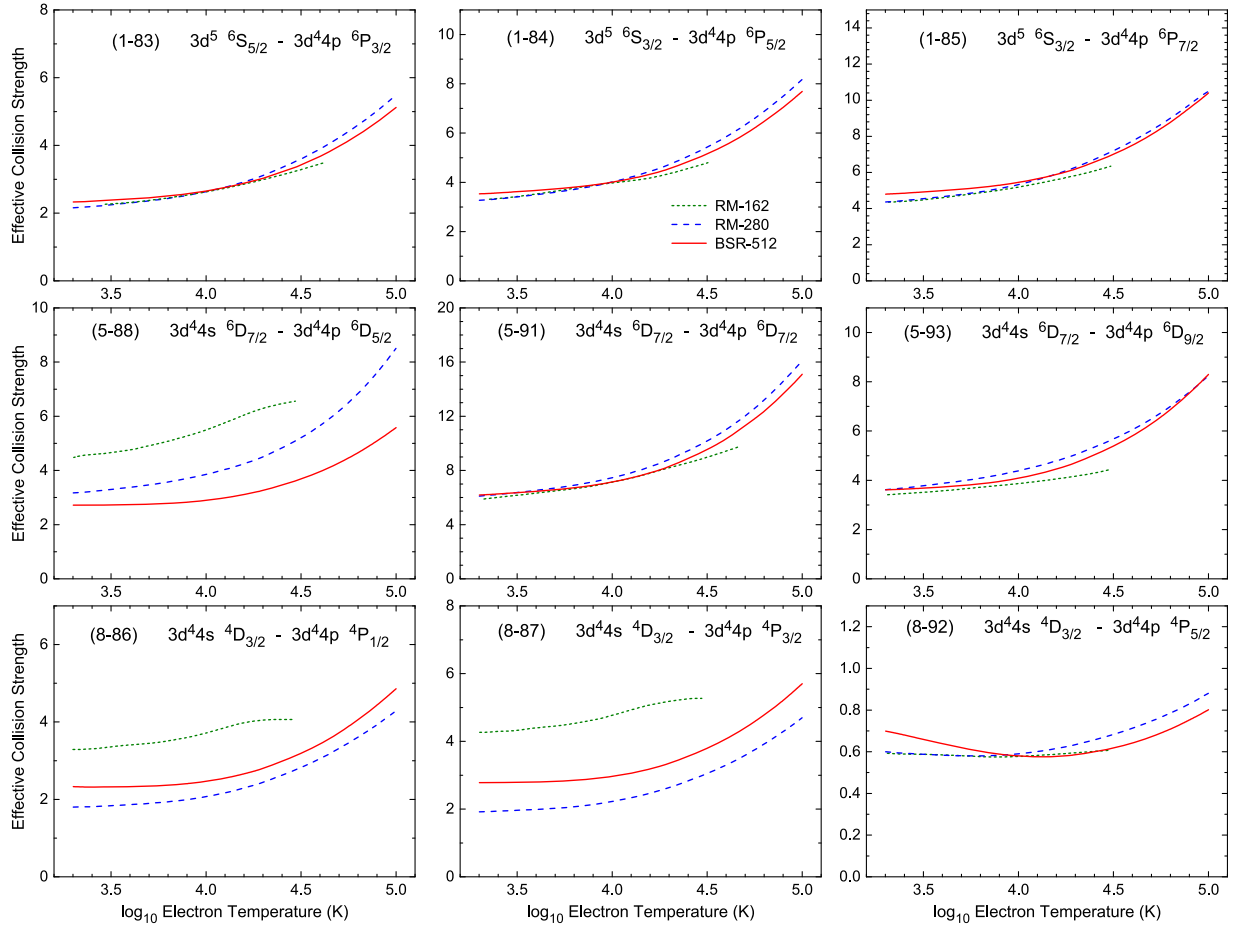 (1-83) 3d⁵ ⁶S₅/₂ - 3d⁴4p ⁶P₃/₂
(1-84) 3d⁵ ⁶S₃/₂ - 3d⁴4p ⁶P₅/₂
(1-85) 3d⁵ ⁶S₃/₂ - 3d⁴4p ⁶P₇/₂
Effective Collision Strength
8
6
4
2
0
3.5 4.0 4.5 5.0
10
8
6
4
2
0
RM-162
RM-280
BSR-512
3.5 4.0 4.5 5.0
14
12
10
8
6
4
2
0
3.5 4.0 4.5 5.0
(5-88) 3d⁴4s ⁶D₇/₂ - 3d⁴4p ⁶D₅/₂
(5-91) 3d⁴4s ⁶D₇/₂ - 3d⁴4p ⁶D₇/₂
(5-93) 3d⁴4s ⁶D₇/₂ - 3d⁴4p ⁶D₉/₂
Effective Collision Strength
10
8
6
4
2
0
3.5 4.0 4.5 5.0
20
16
12
8
4
0
3.5 4.0 4.5 5.0
10
8
6
4
2
0
3.5 4.0 4.5 5.0
(8-86) 3d⁴4s ⁴D₃/₂ - 3d⁴4p ⁴P₁/₂
(8-87) 3d⁴4s ⁴D₃/₂ - 3d⁴4p ⁴P₃/₂
(8-92) 3d⁴4s ⁴D₃/₂ - 3d⁴4p ⁴P₅/₂
Effective Collision Strength
6
4
2
0
3.5 4.0 4.5 5.0
log₁₀ Electron Temperature (K)
8
6
4
2
0
3.5 4.0 4.5 5.0
log₁₀ Electron Temperature (K)
1.2
1.0
0.8
0.6
0.4
0.2
0.0
3.5 4.0 4.5 5.0
log₁₀ Electron Temperature (K)